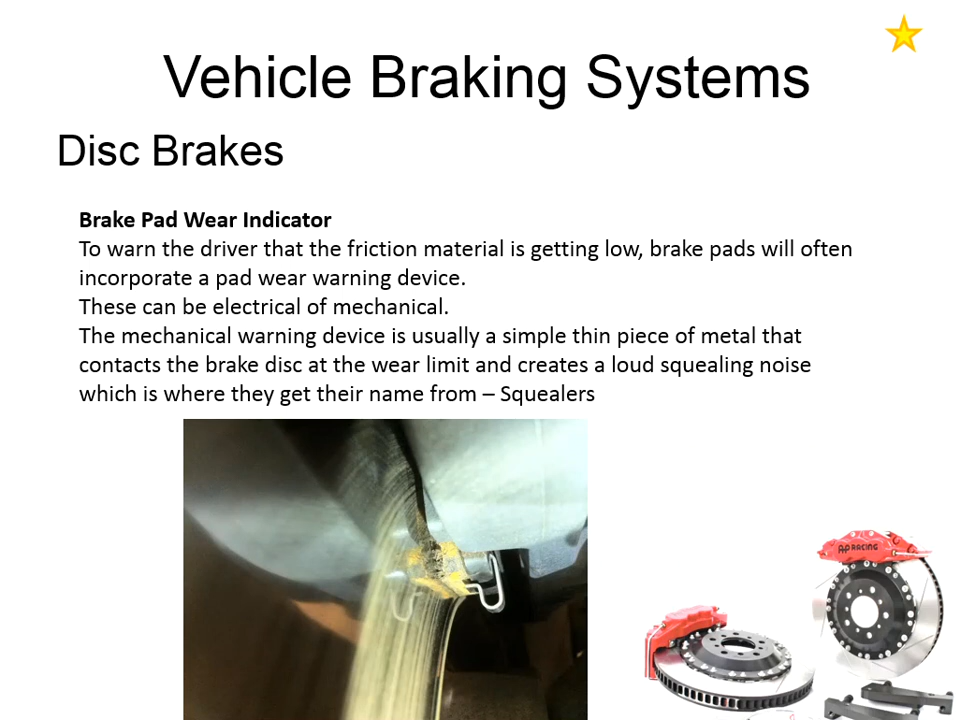 Vehicle Braking Systems
Disc Brakes
Brake Pad Wear Indicator
To warn the driver that the friction material is getting low, brake pads will often
incorporate a pad wear warning device.
These can be electrical of mechanical.
The mechanical warning device is usually a simple thin piece of metal that
contacts the brake disc at the wear limit and creates a loud squealing noise
which is where they get their name from – Squealers
AP RACING